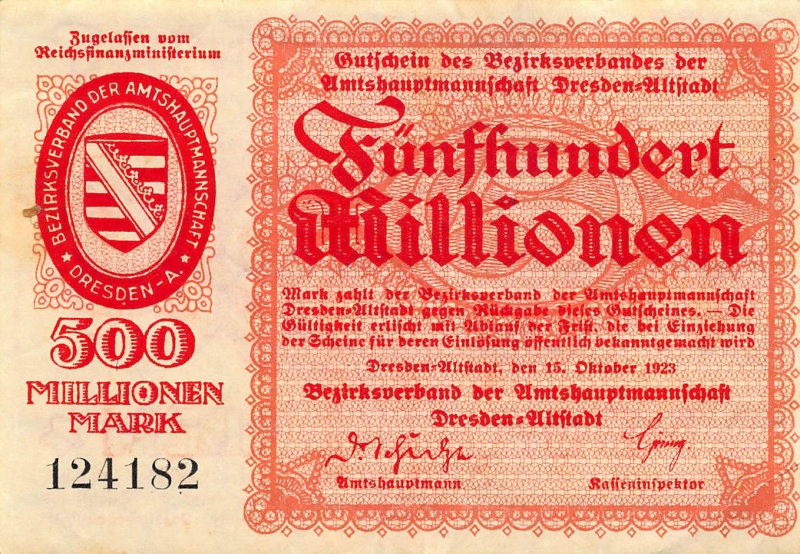 Zugelassen vom
Reichsfinanzministerium
BEZIRKSVERBAND DER AMTSHAUPTMANNSCHAFT
★ DRESDEN-A. ★
500
MILLIONEN
MARK
124182
Gutschein des Bezirksverbandes der
Amtshauptmannschaft Dresden-Altstadt
Fünfhundert
Millionen
Mark zahlt der Bezirksverband der Amtshauptmannschaft
Dresden-Altstadt gegen Rückgabe dieses Gutscheines. — Die
Gültigkeit erlischt mit Ablauf der Frist, die bei Einziehung
der Scheine für deren Einlösung öffentlich bekanntgemacht wird
Dresden-Altstadt, den 15. Oktober 1923
Bezirksverband der Amtshauptmannschaft
Dresden-Altstadt
Amtshauptmann
Kasseninspektor